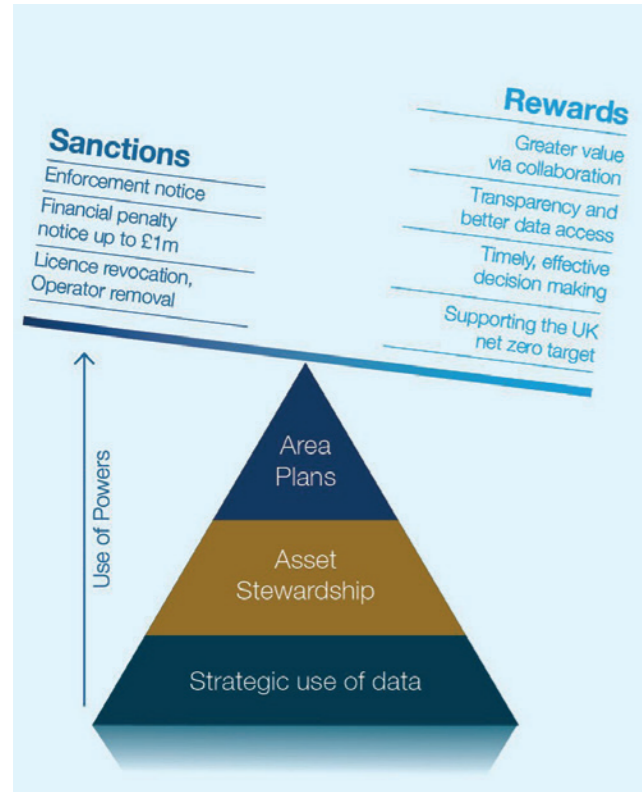 Sanctions
Enforcement notice
Financial penalty
notice up to £1m
Licence revocation,
Operator removal
Rewards
Greater value
via collaboration
Transparency and
better data access
Timely, effective
decision making
Supporting the UK
net zero target
Use of Powers
Area
Plans
Asset
Stewardship
Strategic use of data